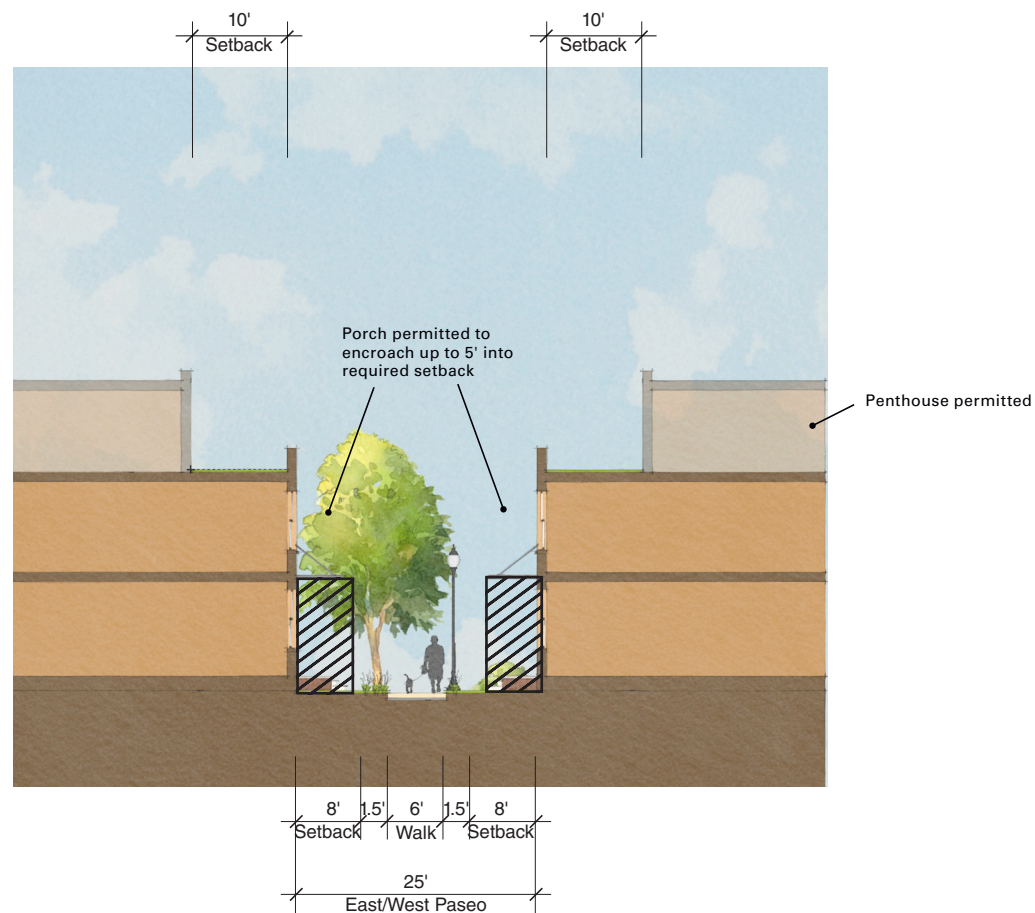 10' 10'
Setback Setback
Porch permitted to
encroach up to 5' into
required setback
Penthouse permitted
8' 1.5' 6' 1.5' 8'
Setback Walk Setback
25'
East/West Paseo